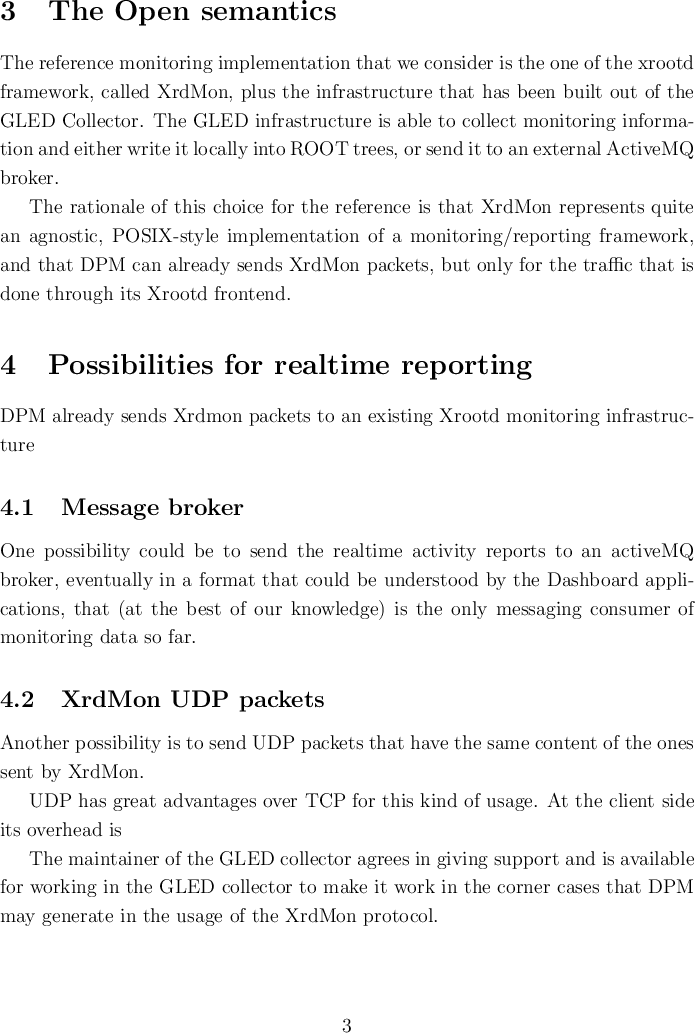 3 The Open semantics
The reference monitoring implementation that we consider is the one of the xrootd
framework, called XrdMon, plus the infrastructure that has been built out of the
GLED Collector. The GLED infrastructure is able to collect monitoring informa-
tion and either write it locally into ROOT trees, or send it to an external ActiveMQ
broker.
The rationale of this choice for the reference is that XrdMon represents quite
an agnostic, POSIX-style implementation of a monitoring/reporting framework,
and that DPM can already sends XrdMon packets, but only for the traffic that is
done through its Xrootd frontend.
4 Possibilities for realtime reporting
DPM already sends Xrdmon packets to an existing Xrootd monitoring infrastruc-
ture
4.1 Message broker
One possibility could be to send the realtime activity reports to an activeMQ
broker, eventually in a format that could be understood by the Dashboard appli-
cations, that (at the best of our knowledge) is the only messaging consumer of
monitoring data so far.
4.2 XrdMon UDP packets
Another possibility is to send UDP packets that have the same content of the ones
sent by XrdMon.
UDP has great advantages over TCP for this kind of usage. At the client side
its overhead is
The maintainer of the GLED collector agrees in giving support and is available
for working in the GLED collector to make it work in the corner cases that DPM
may generate in the usage of the XrdMon protocol.
3